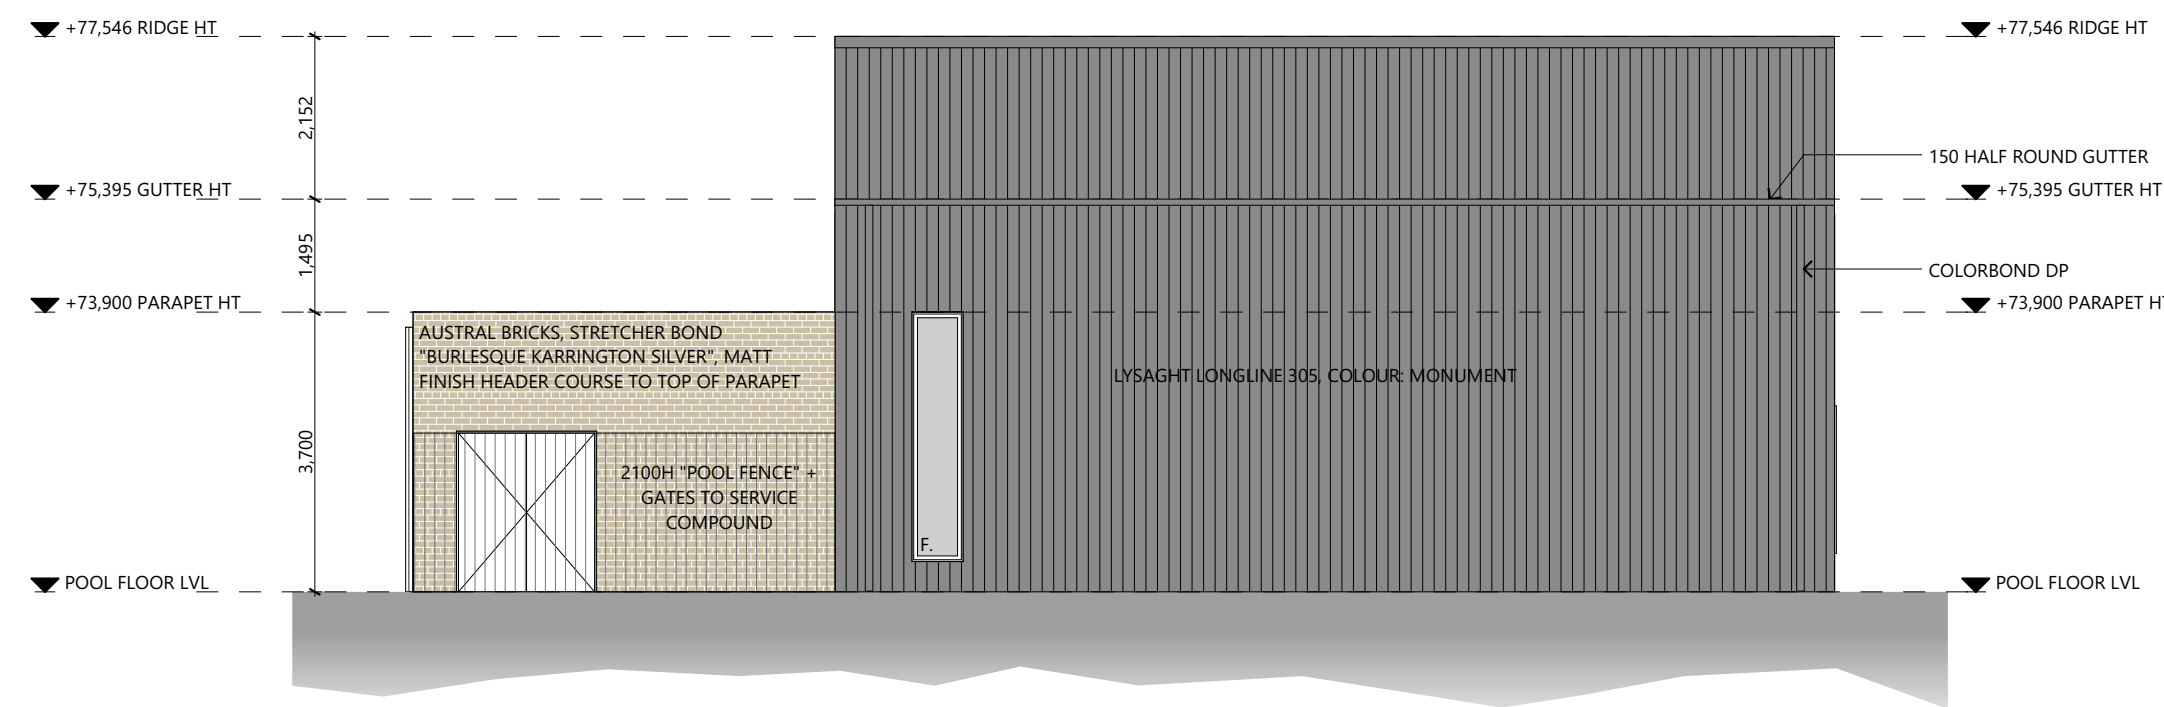 +77,546 RIDGE HT
+77,546 RIDGE HT
2,152
150 HALF ROUND GUTTER
+75,395 GUTTER HT
+75,395 GUTTER HT
1,495
COLORBOND DP
+73,900 PARAPET HT
+73,900 PARAPET HT
AUSTRAL BRICKS, STRETCHER BOND
"BURLESQUE KARRINGTON SILVER", MATT
FINISH HEADER COURSE TO TOP OF PARAPET
LYSAGHT LONGLINE 305, COLOUR: MONUMENT
3,700
2100H "POOL FENCE" +
GATES TO SERVICE
COMPOUND
F.
POOL FLOOR LVL
POOL FLOOR LVL